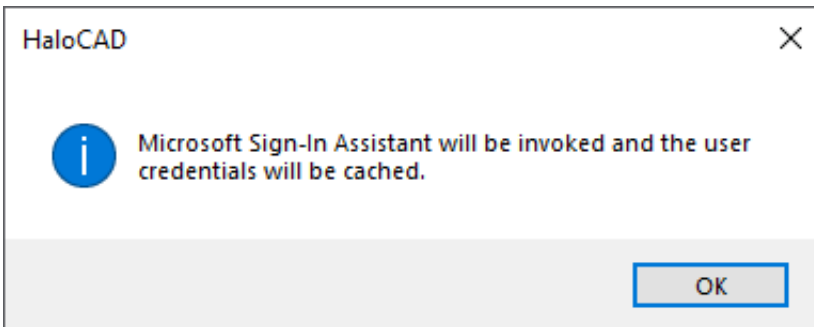 HaloCAD
Microsoft Sign-In Assistant will be invoked and the user
credentials will be cached.
OK